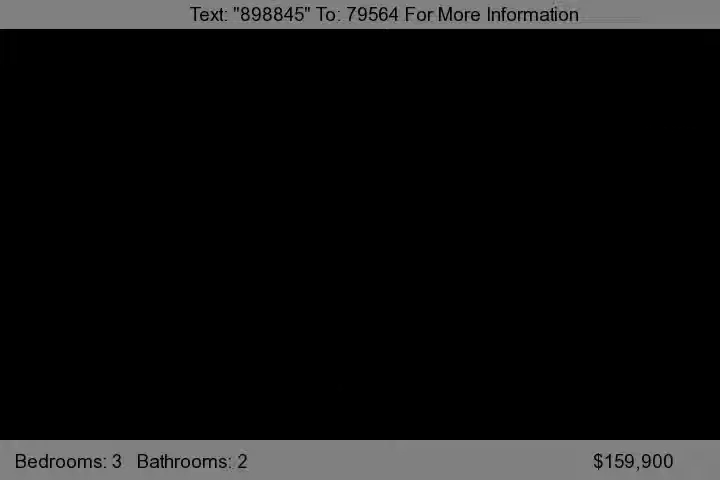 Text: "898845" To: 79564 For More Information
Bedrooms: 3 Bathrooms: 2 $159,900